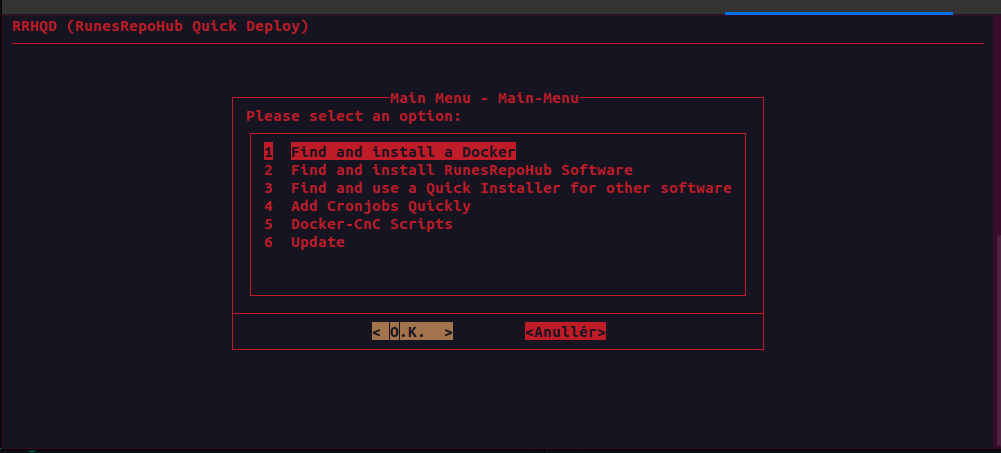 RRHQD (RunesRepoHub Quick Deploy)
Main Menu - Main-Menu
Please select an option:
1 Find and install a Docker
2 Find and install RunesRepoHub Software
3 Find and use a Quick Installer for other software
4 Add Cronjobs Quickly
5 Docker-CnC Scripts
6 Update
< O.K. > <Anullér>